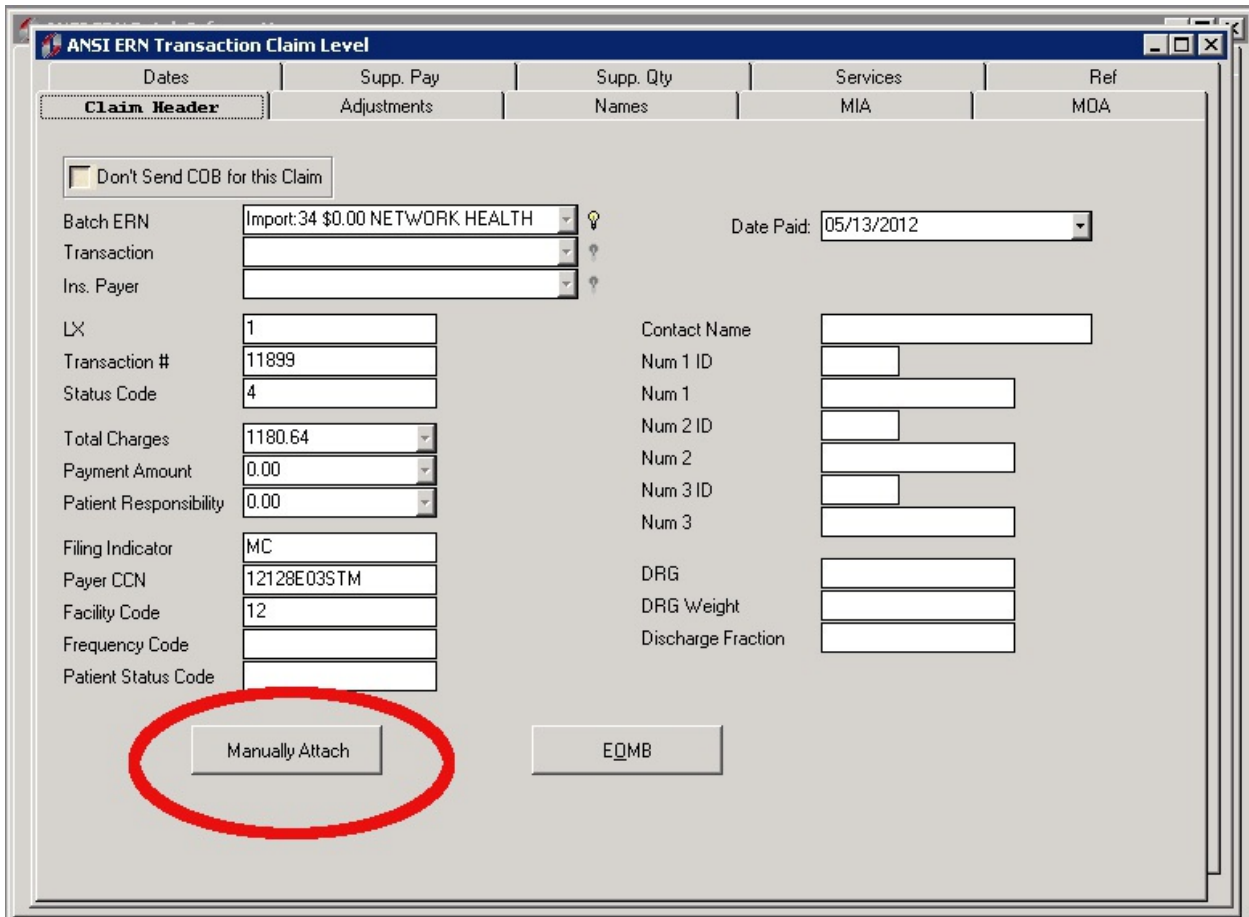 ANSI ERN Transaction Claim Level
Dates Supp. Pay Supp. Qty Services Ref
Claim Header Adjustments Names MIA MOA
Don't Send COB for this Claim
Batch ERN Import:34 $0.00 NETWORK HEALTH Date Paid: 05/13/2012
Transaction
Ins. Payer
LX 1 Contact Name
Transaction # 11899 Num 1 ID
Status Code 4 Num 1
Num 2 ID
Total Charges 1180.64
Payment Amount 0.00 Num 2
Patient Responsibility 0.00 Num 3 ID
Num 3
Filing Indicator MC
Payer CCN 12128E03STM DRG
Facility Code 12 DRG Weight
Frequency Code Discharge Fraction
Patient Status Code
Manually Attach EOMB